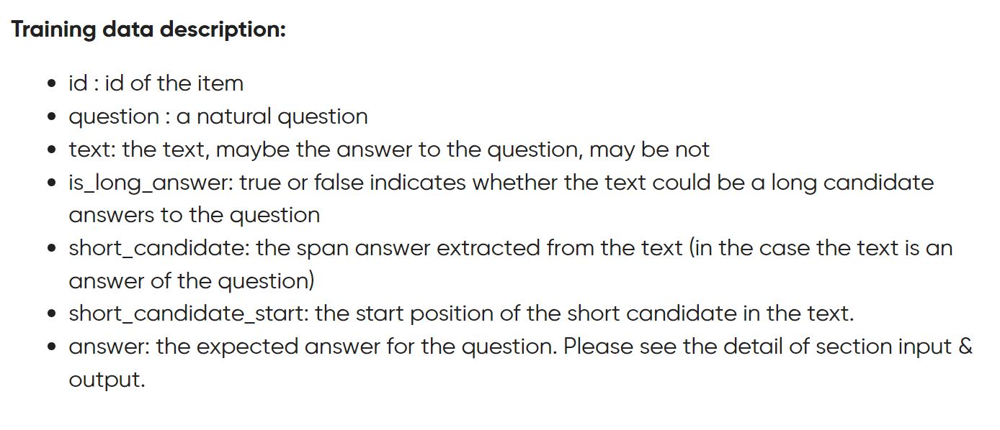 Training data description:
• id : id of the item
• question : a natural question
• text: the text, maybe the answer to the question, may be not
• is_long_answer: true or false indicates whether the text could be a long candidate
answers to the question
• short_candidate: the span answer extracted from the text (in the case the text is an
answer of the question)
• short_candidate_start: the start position of the short candidate in the text.
• answer: the expected answer for the question. Please see the detail of section input &
output.